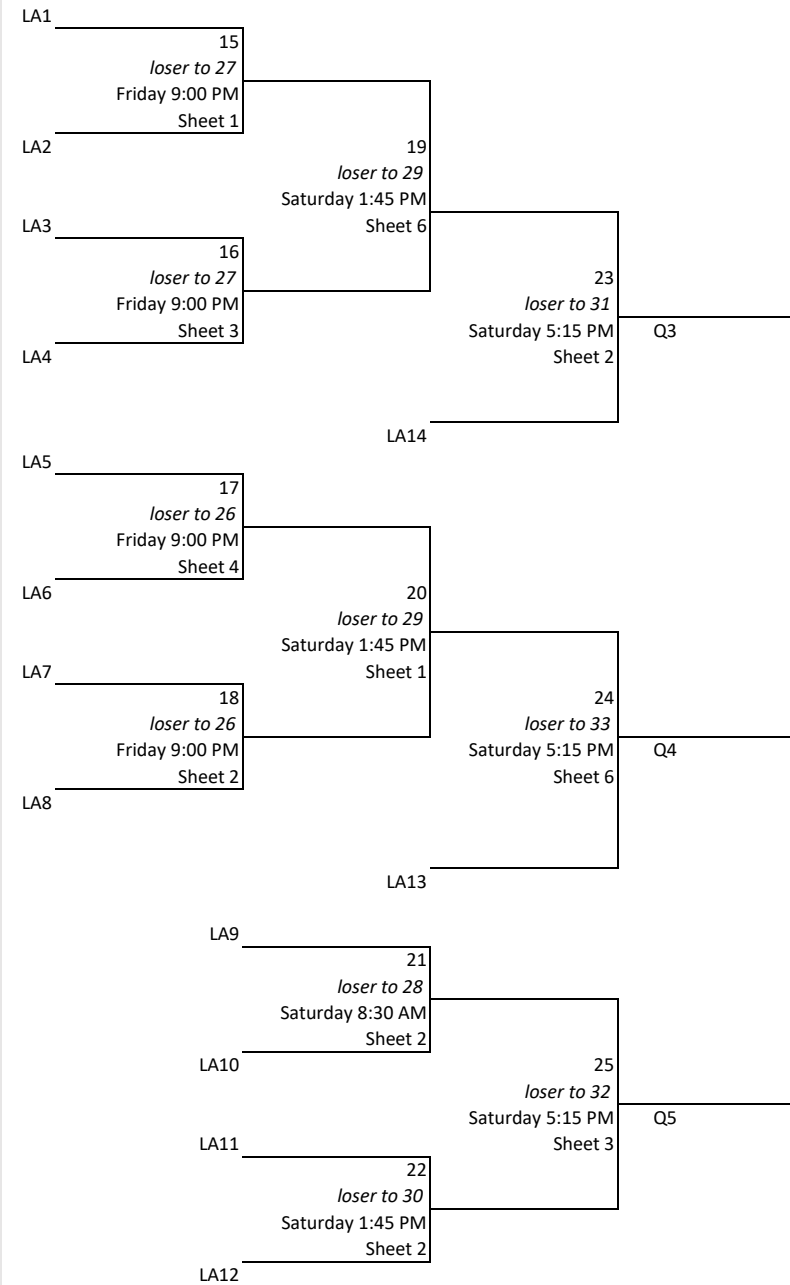 LA1
15
loser to 27
Friday 9:00 PM
Sheet 1
LA2
19
loser to 29
Saturday 1:45 PM
Sheet 6
LA3
16
loser to 27
Friday 9:00 PM
Sheet 3
LA4
23
loser to 31
Saturday 5:15 PM
Sheet 2
Q3
LA14
LA5
17
loser to 26
Friday 9:00 PM
Sheet 4
LA6
20
loser to 29
Saturday 1:45 PM
Sheet 1
LA7
18
loser to 26
Friday 9:00 PM
Sheet 2
LA8
24
loser to 33
Saturday 5:15 PM
Sheet 6
Q4
LA13
LA9
21
loser to 28
Saturday 8:30 AM
Sheet 2
LA10
25
loser to 32
Saturday 5:15 PM
Sheet 3
Q5
LA11
22
loser to 30
Saturday 1:45 PM
Sheet 2
LA12